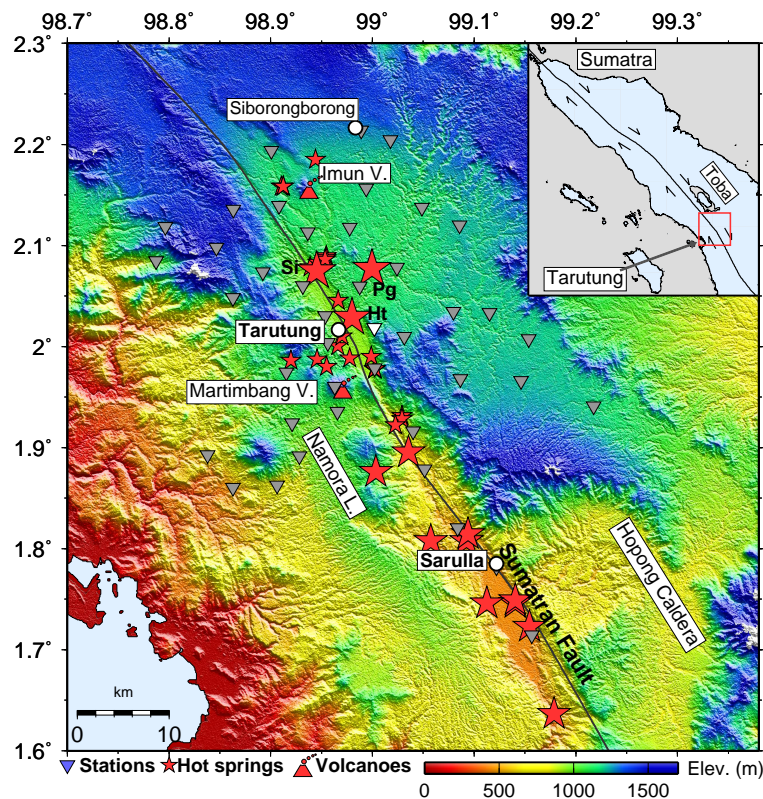 98.7 98.8 98.9 99 99.1 99.2 99.3
2.3
Sumatra
Siborongborong
2.2
Imun V.
Toba
2.1
Si
Pg
Tarutung
Ht
Tarutung
2
Martimbang V.
1.9
Namora L.
1.8
Sarulla
Sumatran Fault
Hopong Caldera
1.7
km
0 10
1.6
Stations Hot springs Volcanoes
Elev. (m)
0 500 1000 1500